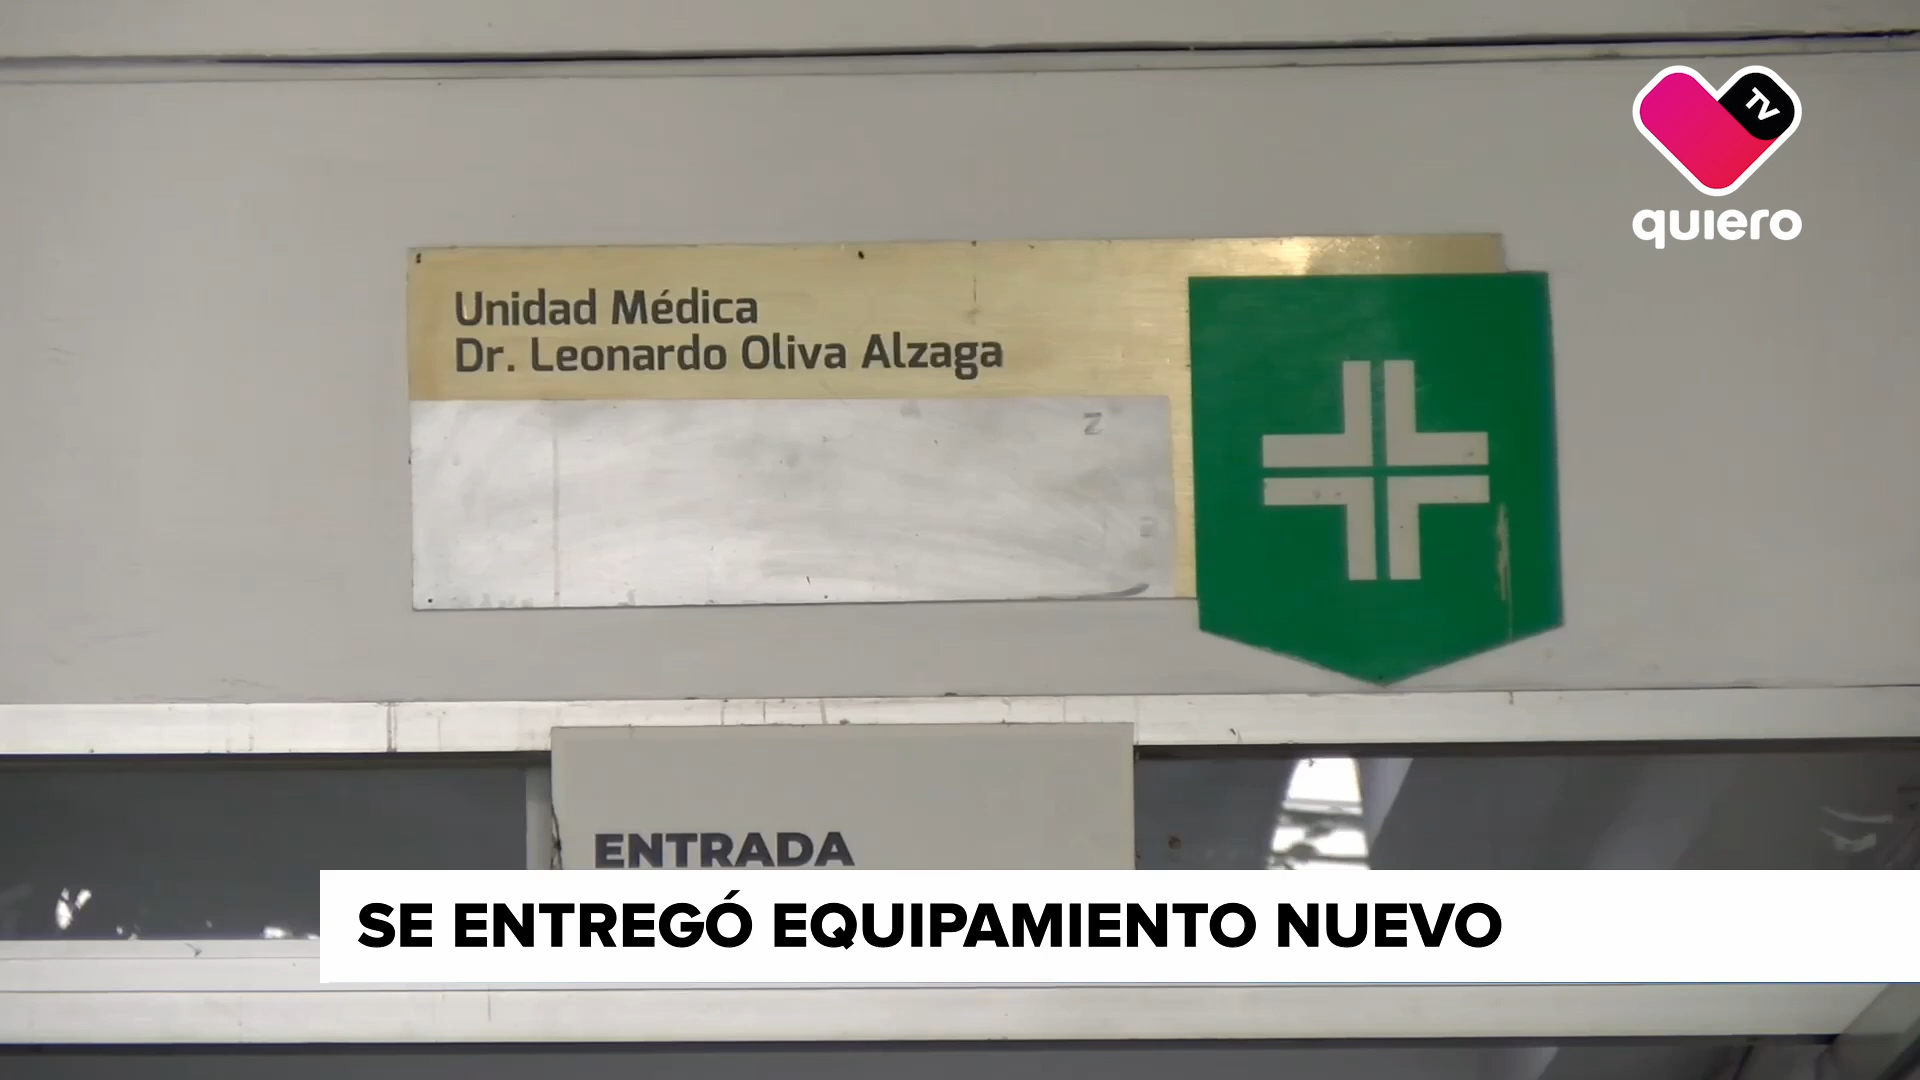 TV
quiero
Unidad Médica
Dr. Leonardo Oliva Alzaga
ENTRADA
SE ENTREGÓ EQUIPAMIENTO NUEVO